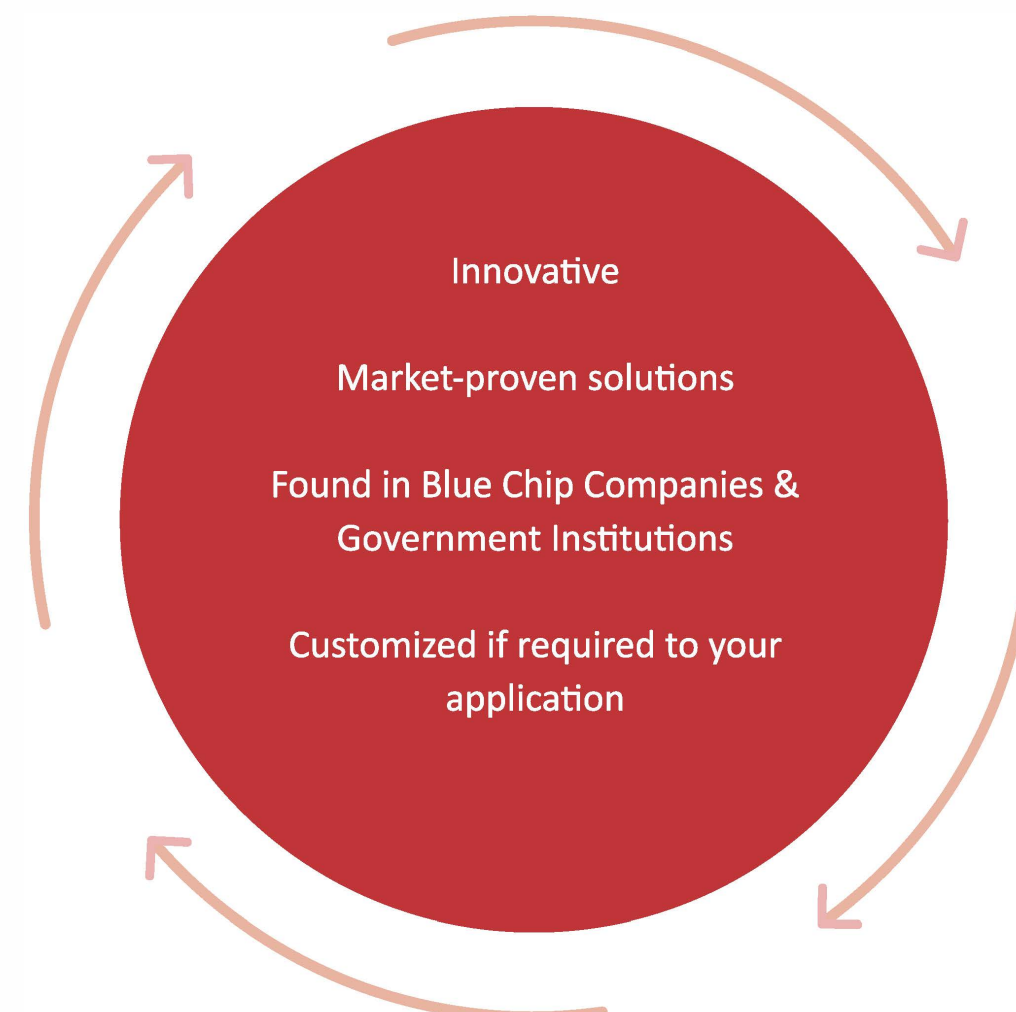 Innovative
Market-proven solutions
Found in Blue Chip Companies &
Government Institutions
Customized if required to your
application